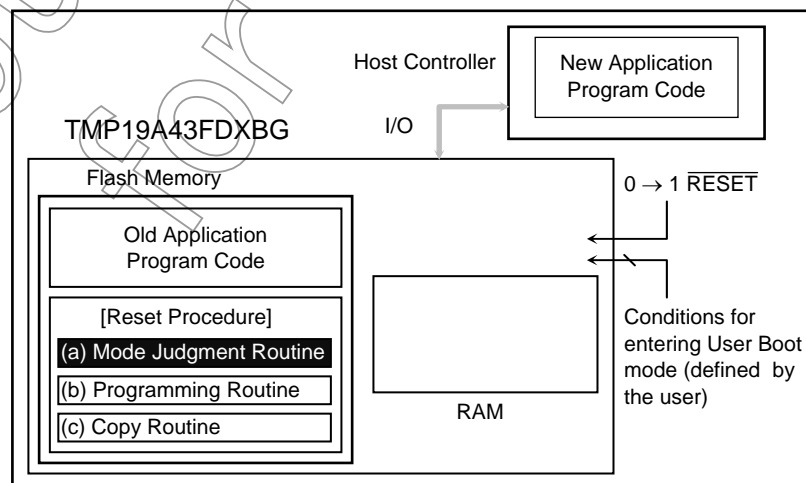 Host Controller
New Application
Program Code
I/O
TMP19A43FDXBG
for
Flash Memory
0 → 1 RESET
Old Application
Program Code
[Reset Procedure]
(a) Mode Judgment Routine
(b) Programming Routine
(c) Copy Routine
RAM
Conditions for
entering User Boot
mode (defined by
the user)